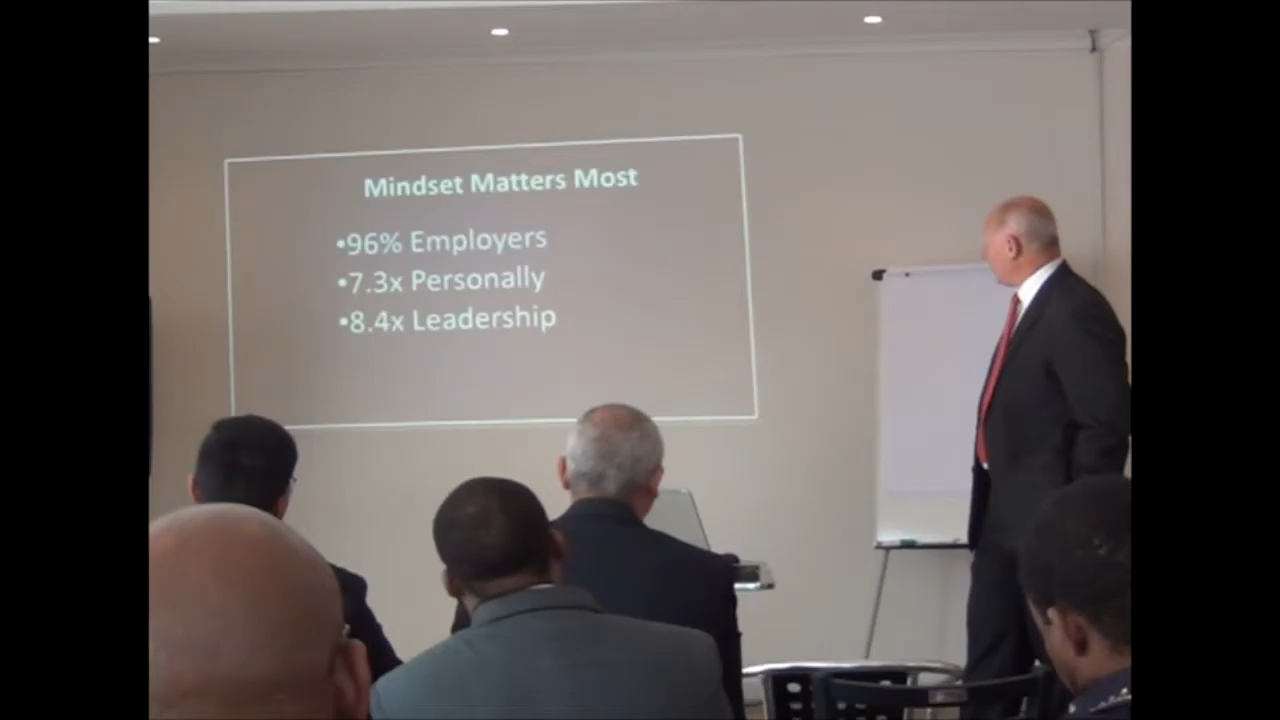 Mindset Matters Most
•96% Employers
•7.3x Personally
•8.4x Leadership